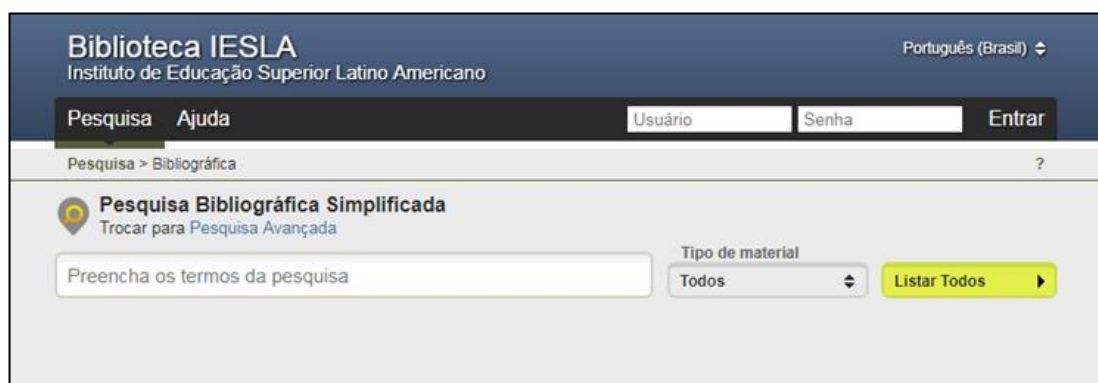 Biblioteca IESLA
Português (Brasil)
Instituto de Educação Superior Latino Americano
Pesquisa Ajuda Usuário Senha Entrar
Pesquisa > Bibliográfica ?
Pesquisa Bibliográfica Simplificada
Trocar para Pesquisa Avançada
Tipo de material
Preencha os termos da pesquisa Todos Listar Todos